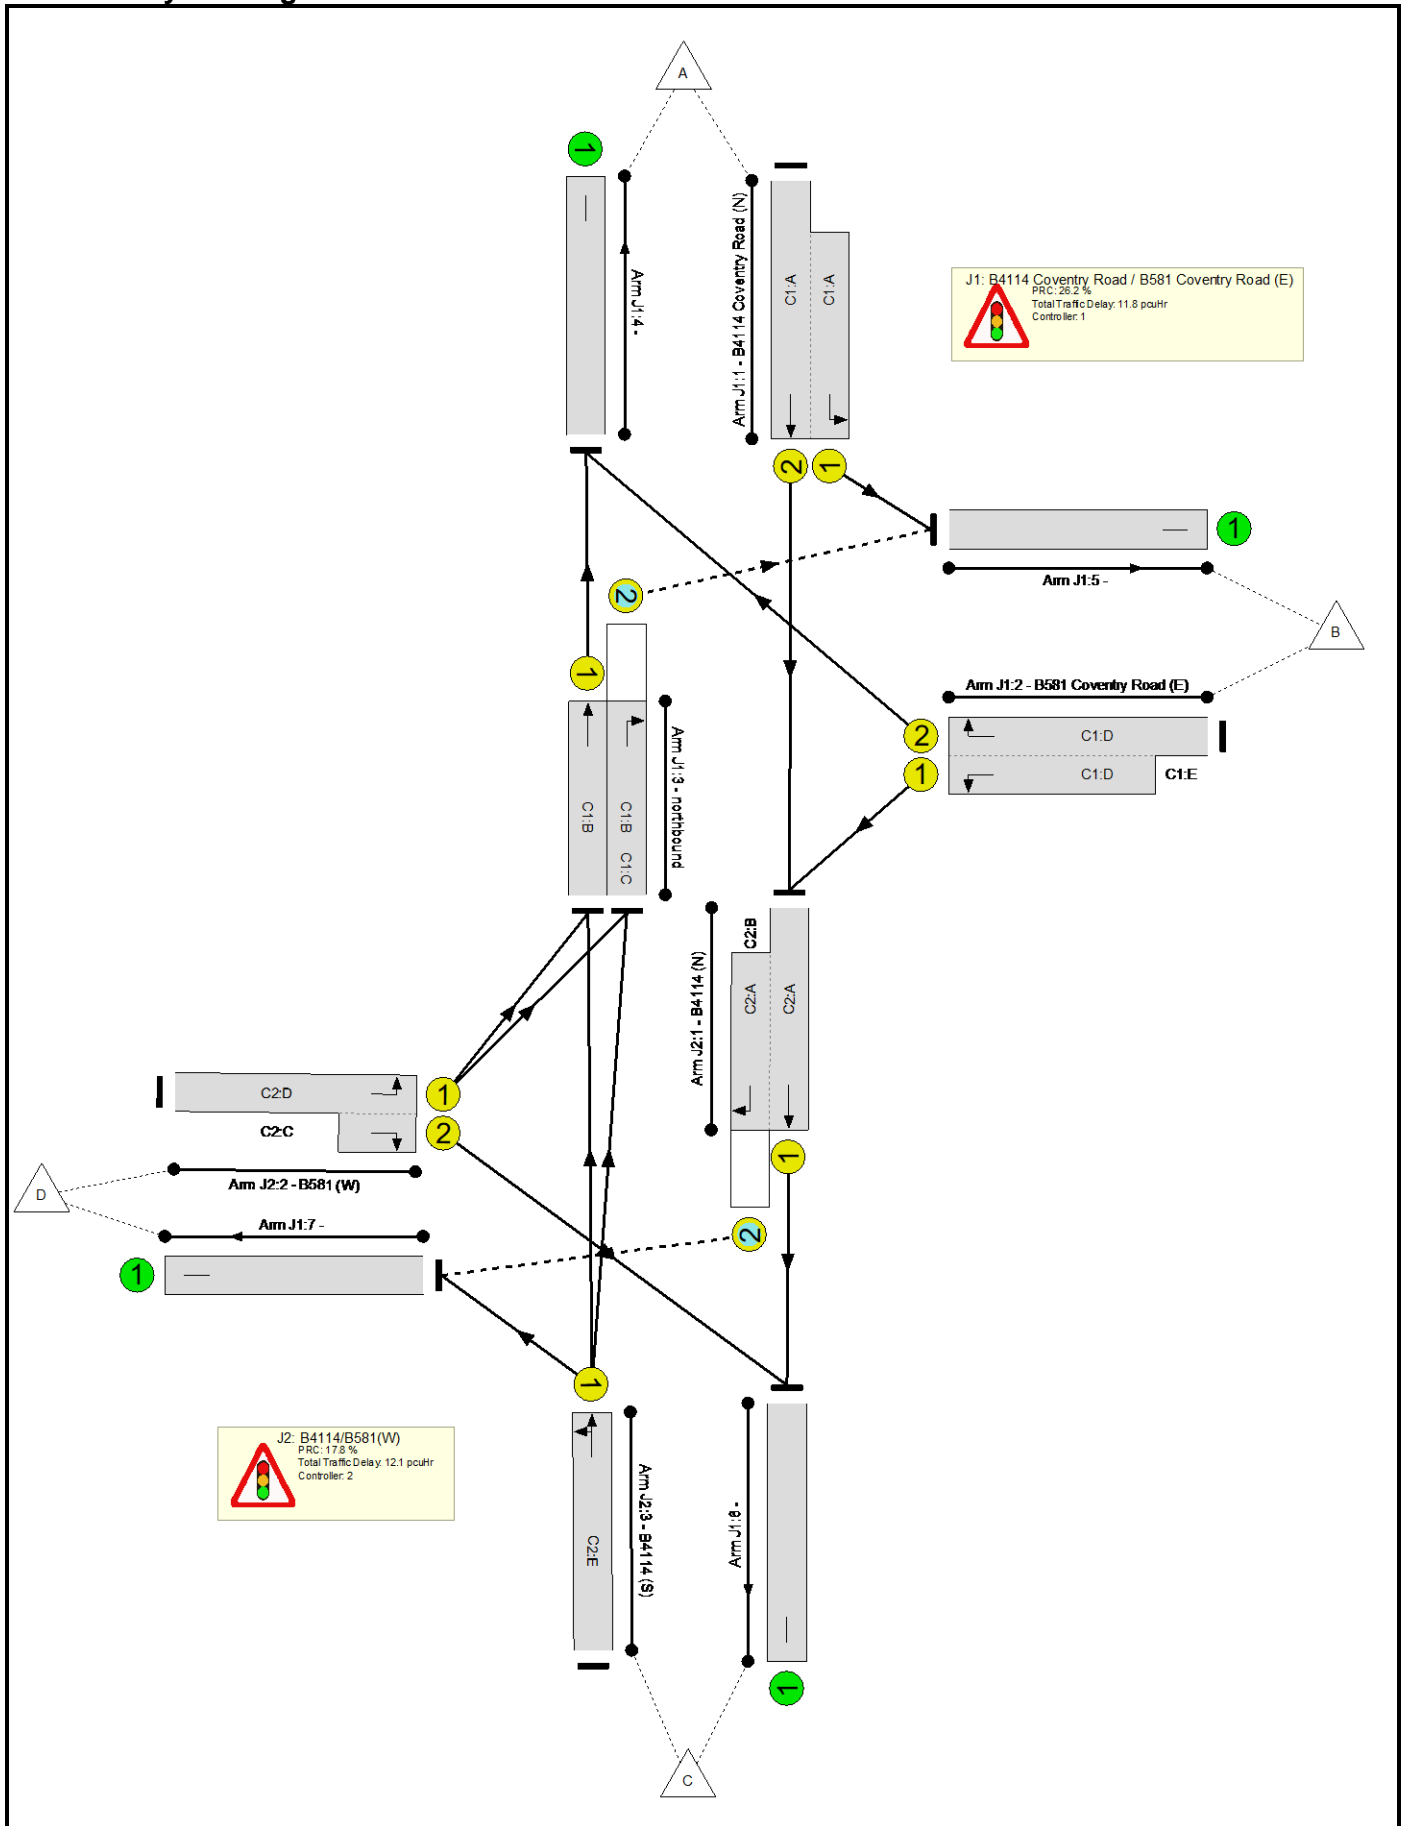 A
1
Arm J1:4 -
Arm J1:1 - B4114 Coventry Road (N)
C1:A
C1:A
J1: B4114 Coventry Road / B581 Coventry Road (E)
PRC: 26.2 %
Total Traffic Delay: 11.8 pcuHr
Controller: 1
2
1
1
Arm J1:5 -
2
B
1
Arm J1:2 - B581 Coventry Road (E)
2
C1:D
1
C1:D
C1:E
C1:B
C1:B C1:C
Arm J1:3 - northbound
Arm J2:1 - B4114 (N)
C2:B
C2:A
C2:A
C2:D
1
C2:C
2
1
D
Arm J2:2 - B581 (W)
Arm J1:7 -
2
1
1
J2: B4114/B581(W)
PRC: 17.8 %
Total Traffic Delay: 12.1 pcuHr
Controller: 2
C2:E
Arm J2:3 - B4114 (S)
Arm J1:6 -
1
C